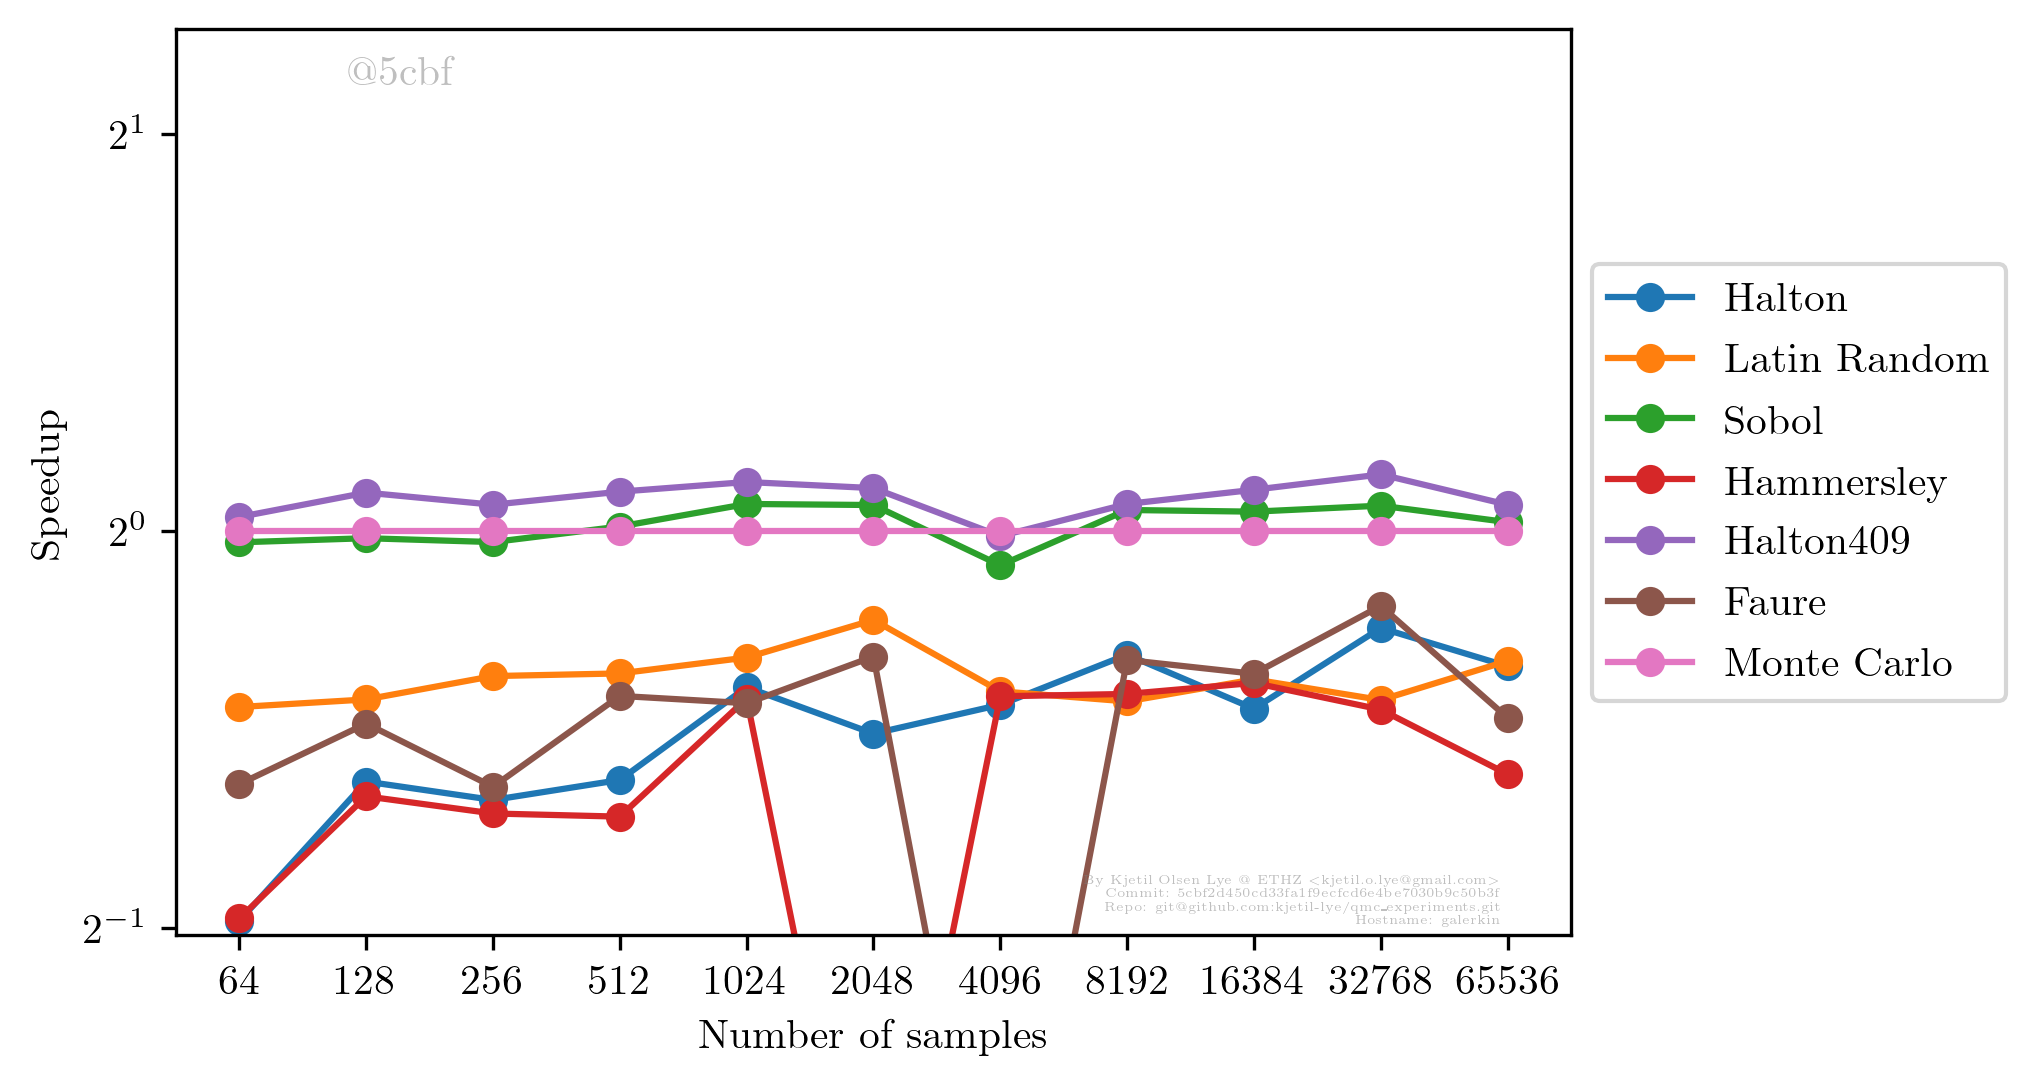 @5cbf
2^1
2^0
2^{-1}
Speedup
64 128 256 512 1024 2048 4096 8192 16384 32768 65536
Number of samples
Halton
Latin Random
Sobol
Hammersley
Halton409
Faure
Monte Carlo
By Kjetil Olsen Lye @ ETHZ <kjetil.o.lye@gmail.com>
Commit: 5cbf2d450cd33fa1f9ecfcd6e4be7030b9c50b3f
Repo: git@github.com:kjetil-lye/qmc_experiments.git
Hostname: galerkin